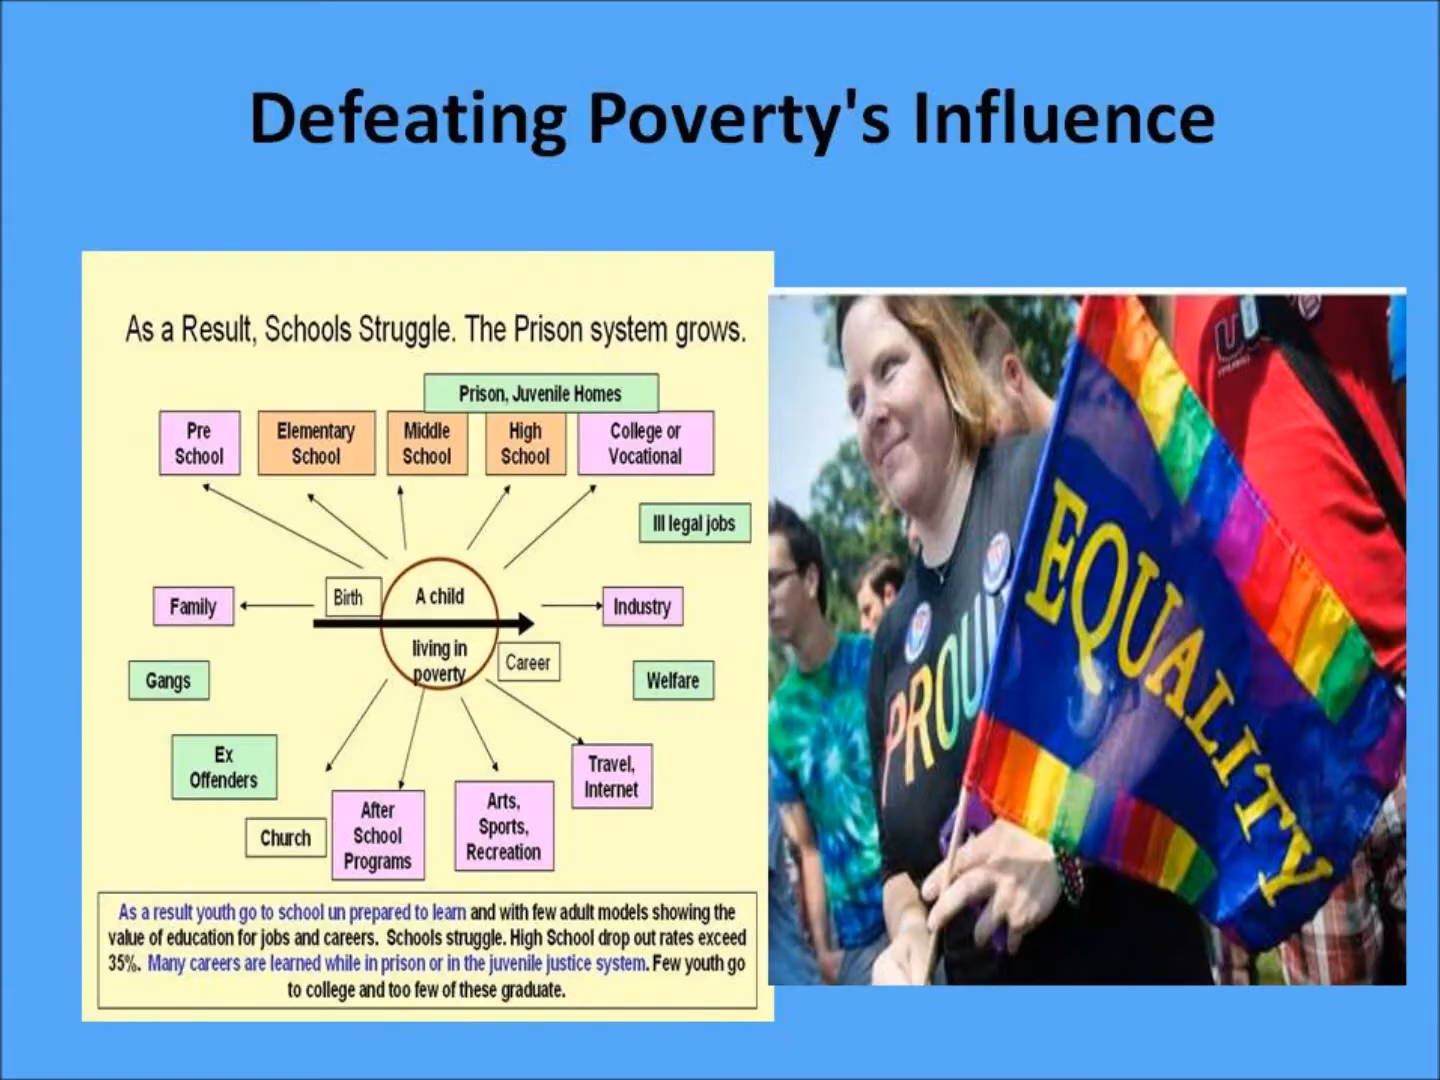 Defeating Poverty's Influence
As a Result, Schools Struggle. The Prison system grows.
Prison, Juvenile Homes
Pre
School
Elementary
School
Middle
School
High
School
College or
Vocational
Ill legal jobs
Family
Birth
A child
living in
poverty
Career
Industry
Gangs
Welfare
Ex
Offenders
Church
After
School
Programs
Arts,
Sports,
Recreation
Travel,
Internet
As a result youth go to school un prepared to learn and with few adult models showing the
value of education for jobs and careers. Schools struggle. High School drop out rates exceed
35%. Many careers are learned while in prison or in the juvenile justice system. Few youth go
to college and too few of these graduate.
PROUD
EQUALITY